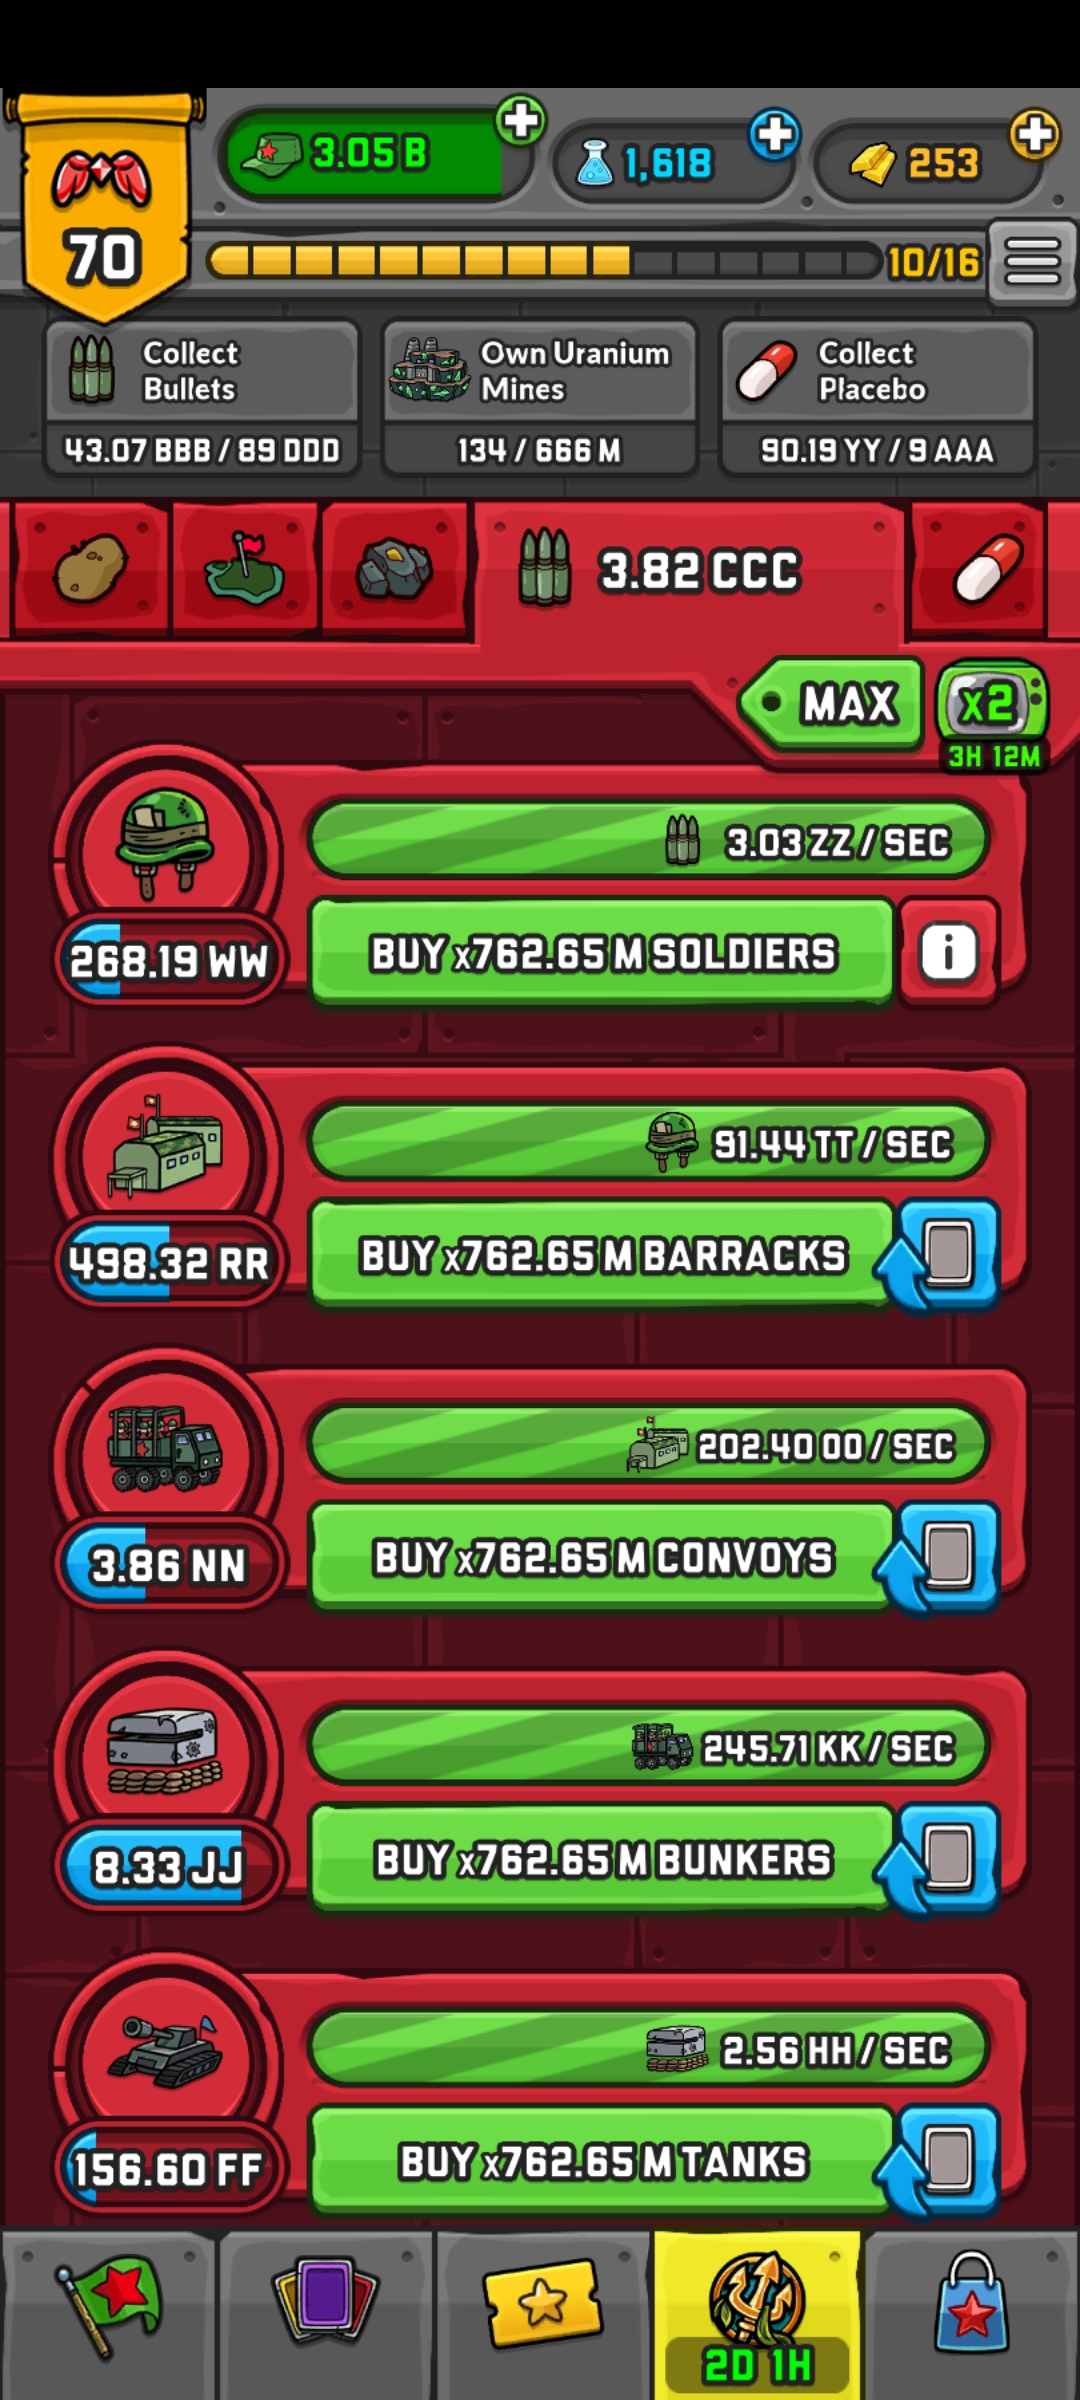 70
3.05 B
1,618
253
10/16
Collect
Bullets
43.07 BBB / 89 DDD
Own Uranium
Mines
134 / 666 M
Collect
Placebo
90.19 YY / 9 AAA
3.82 CCC
MAX
x2
3H 12M
3.03 ZZ / SEC
268.19 WW
BUY x762.65 M SOLDIERS
i
91.44 TT / SEC
498.32 RR
BUY x762.65 M BARRACKS
202.40 OO / SEC
3.86 NN
BUY x762.65 M CONVOYS
245.71 KK / SEC
8.33 JJ
BUY x762.65 M BUNKERS
2.56 HH / SEC
156.60 FF
BUY x762.65 M TANKS
2D 1H